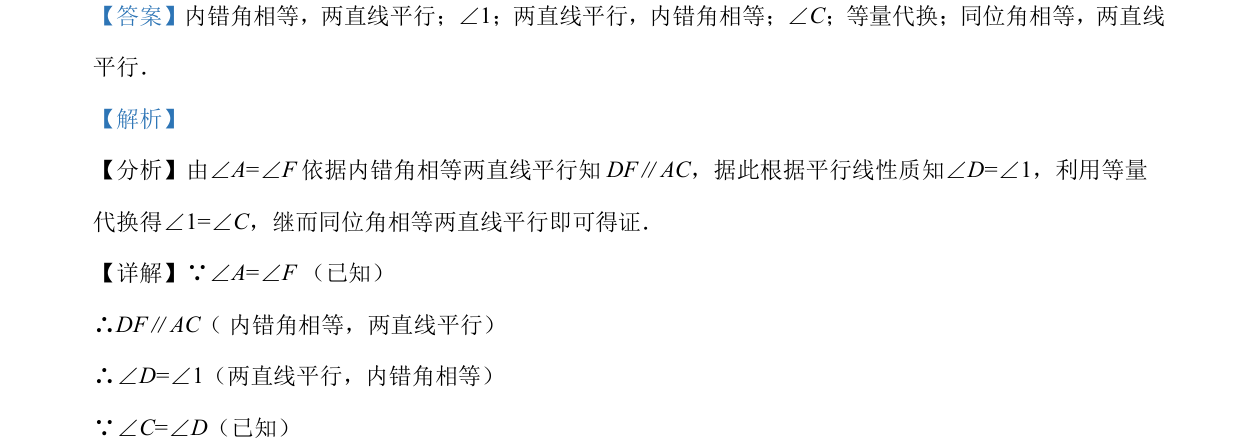 【答案】内错角相等，两直线平行；∠1；两直线平行，内错角相等；∠C；等量代换；同位角相等，两直线
平行．
【解析】
【分析】由∠A=∠F依据内错角相等两直线平行知DF∥AC，据此根据平行线性质知∠D=∠1，利用等量
代换得∠1=∠C，继而同位角相等两直线平行即可得证．
【详解】∵∠A=∠F（已知）
∴DF∥AC（ 内错角相等，两直线平行）
∴∠D=∠1（两直线平行，内错角相等）
∵∠C=∠D（已知）